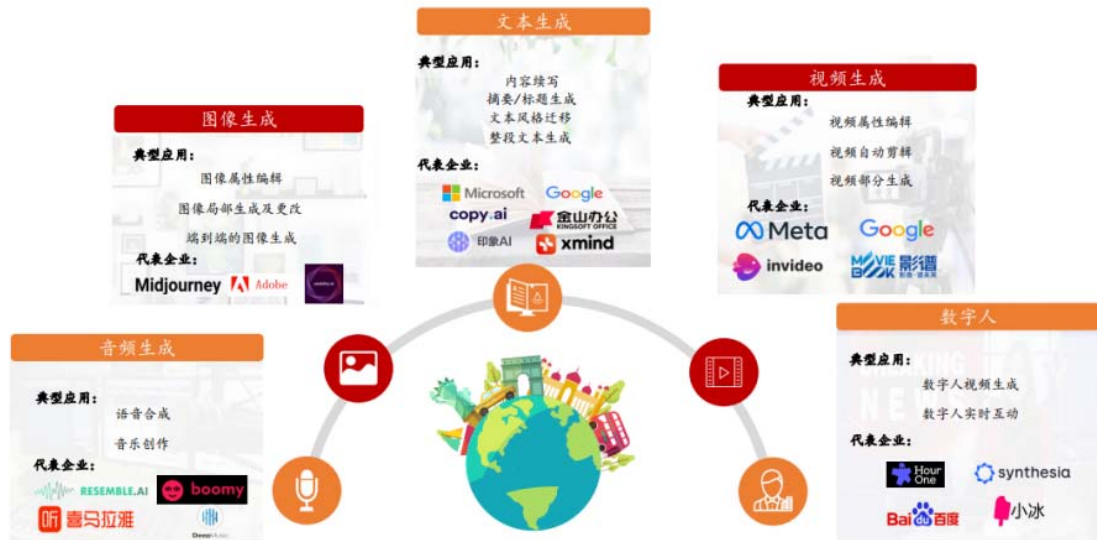 文本生成
典型应用：
内容续写
摘要/标题生成
文本风格迁移
整段文本生成
代表企业：
Microsoft Google
copy.ai 金山办公
KINGSOFT OFFICE
印象AI xmind
图像生成
典型应用：
图像属性编辑
图像局部生成及更改
端到端的图像生成
代表企业：
Midjourney Adobe
视频生成
典型应用：
视频属性编辑
视频自动剪辑
视频部分生成
代表企业：
Meta Google
invideo MOVIE BOOK 影谱
音频生成
典型应用：
语音合成
音乐创作
代表企业：
RESEMBLE.AI boomy
听 喜马拉雅 DeepMusic
数字人
BREAKING
NEWS
典型应用：
数字人视频生成
数字人实时互动
代表企业：
Hour One synthesia
Bai du 百度 小冰